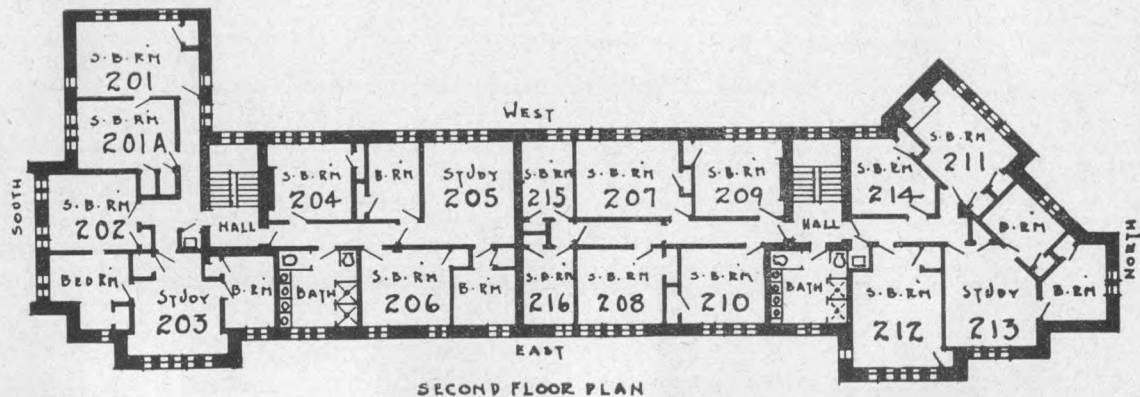 S.B.RM
201
S.B.RM
201A
S.B.RM
202
BED RM
STUDY
203
B.RM
HALL
BATH
S.B.RM
204
B.RM
STUDY
205
S.B.RM
206
B.RM
WEST
S.B.RM
215
S.B.RM
207
S.B.RM
209
S.B.RM
216
S.B.RM
208
S.B.RM
210
HALL
BATH
S.B.RM
214
S.B.RM
211
B.RM
S.B.RM
212
STUDY
213
B.RM
SOUTH
NORTH
EAST
SECOND FLOOR PLAN